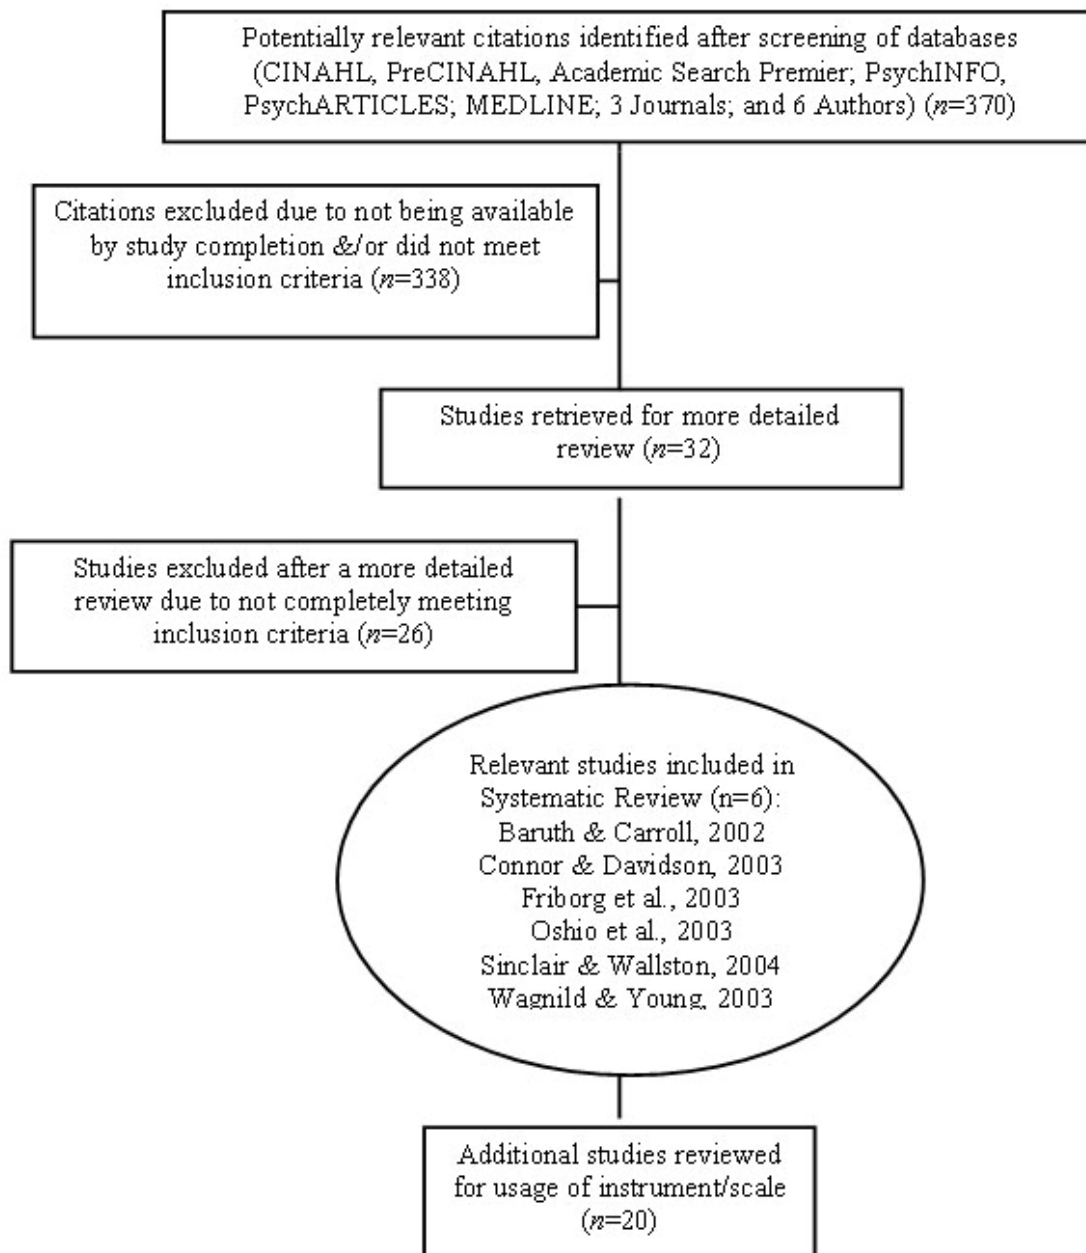 Potentially relevant citations identified after screening of databases
(CINAHL, PreCINAHL, Academic Search Premier; PsychINFO,
PsychARTICLES; MEDLINE; 3 Journals; and 6 Authors) (n=370)
Citations excluded due to not being available
by study completion &/or did not meet
inclusion criteria (n=338)
Studies retrieved for more detailed
review (n=32)
Studies excluded after a more detailed
review due to not completely meeting
inclusion criteria (n=26)
Relevant studies included in
Systematic Review (n=6):
Baruth & Carroll, 2002
Connor & Davidson, 2003
Friborg et al., 2003
Oshio et al., 2003
Sinclair & Wallston, 2004
Wagnild & Young, 2003
Additional studies reviewed
for usage of instrument/scale
(n=20)